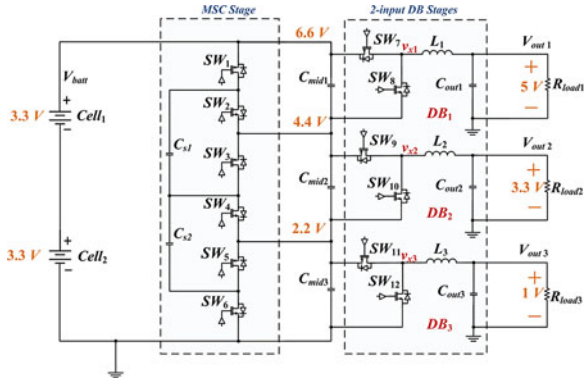 MSC Stage
2-input DB Stages
6.6 V
SW7
vx1
L1
Vout 1
SW1
Vbatt
Cmid1
SW8
Cout1
5 V
Rload1
3.3 V
Cell1
SW2
DB1
4.4 V
SW9
vx2
L2
Vout 2
Cs1
SW3
Cmid2
SW10
Cout2
3.3 V
Rload2
SW4
DB2
2.2 V
Cs2
SW11
vx3
L3
Vout 3
3.3 V
Cell2
SW5
Cmid3
SW12
Cout3
1 V
Rload3
SW6
DB3